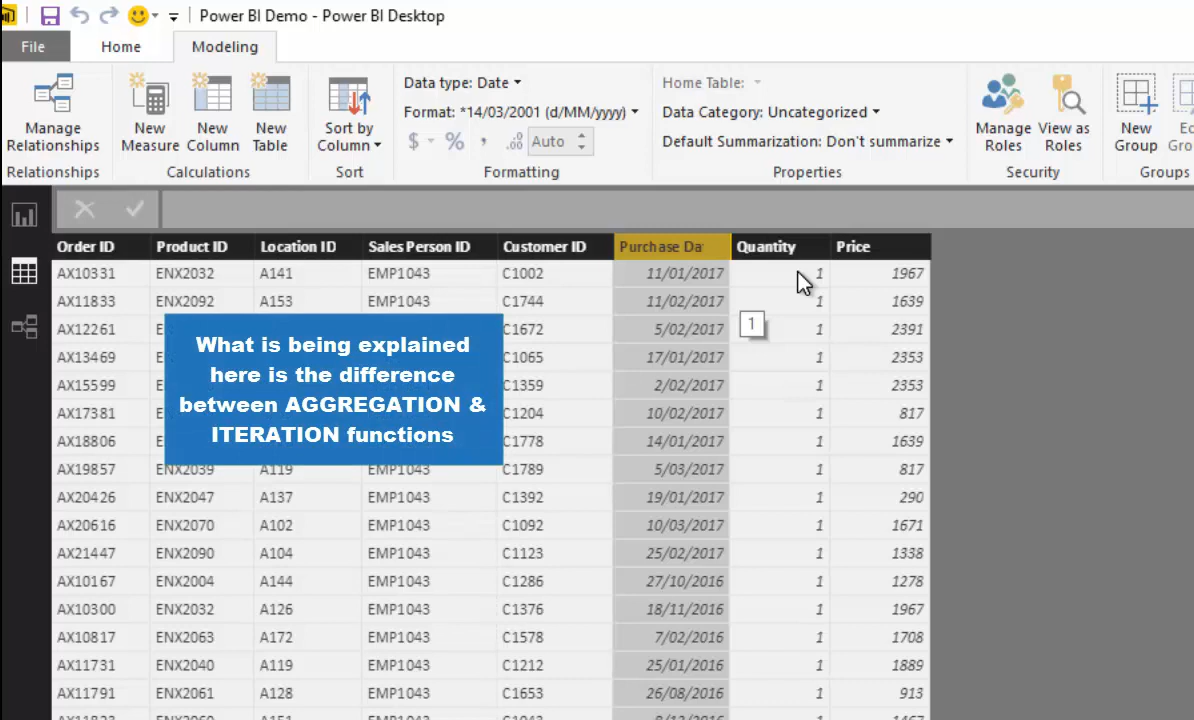 Power BI Demo - Power BI Desktop
File Home Modeling
Manage Relationships
New Measure
New Column
New Table
Sort by Column
Data type: Date
Format: *14/03/2001 (d/MM/yyyy)
$ % , .00 Auto
Home Table:
Data Category: Uncategorized
Default Summarization: Don't summarize
Manage Roles
View as Roles
New Group
Relationships Calculations Sort Formatting Properties Security Groups
Order ID Product ID Location ID Sales Person ID Customer ID Purchase Da Quantity Price
AX10331 ENX2032 A141 EMP1043 C1002 11/01/2017 1 1967
AX11833 ENX2092 A153 EMP1043 C1744 11/02/2017 1 1639
AX12261 C1672 5/02/2017 1 2391
AX13469 C1065 17/01/2017 1 2353
AX15599 C1359 2/02/2017 1 2353
AX17381 C1204 10/02/2017 1 817
AX18806 C1778 14/01/2017 1 1639
AX19857 ENX2039 A119 EMP1043 C1789 5/03/2017 1 817
AX20426 ENX2047 A137 EMP1043 C1392 19/01/2017 1 290
AX20616 ENX2070 A102 EMP1043 C1092 10/03/2017 1 1671
AX21447 ENX2090 A104 EMP1043 C1123 25/02/2017 1 1338
AX10167 ENX2004 A144 EMP1043 C1286 27/10/2016 1 1278
AX10300 ENX2032 A126 EMP1043 C1376 18/11/2016 1 1967
AX10817 ENX2063 A172 EMP1043 C1578 7/02/2016 1 1708
AX11731 ENX2040 A119 EMP1043 C1212 25/01/2016 1 1889
AX11791 ENX2061 A128 EMP1043 C1653 26/08/2016 1 913
1
What is being explained
here is the difference
between AGGREGATION &
ITERATION functions